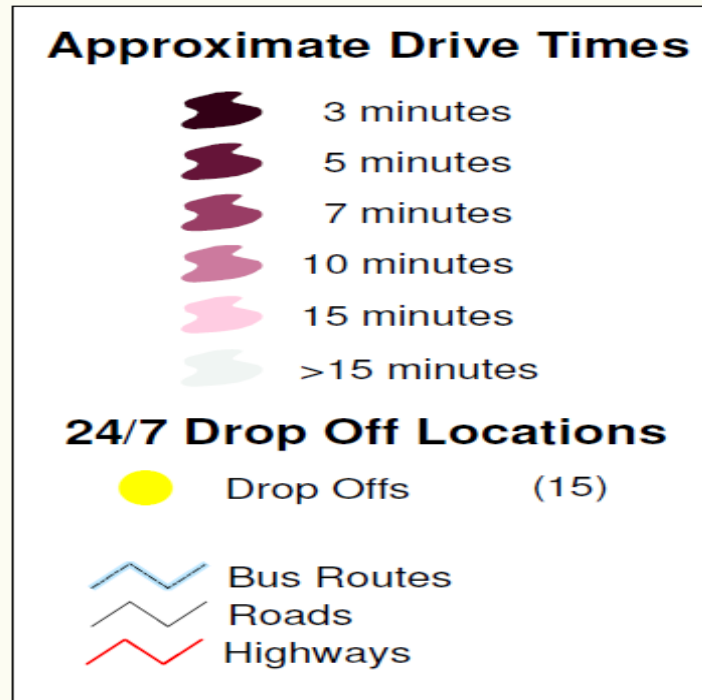 Approximate Drive Times
3 minutes
5 minutes
7 minutes
10 minutes
15 minutes
>15 minutes
24/7 Drop Off Locations
Drop Offs (15)
Bus Routes
Roads
Highways